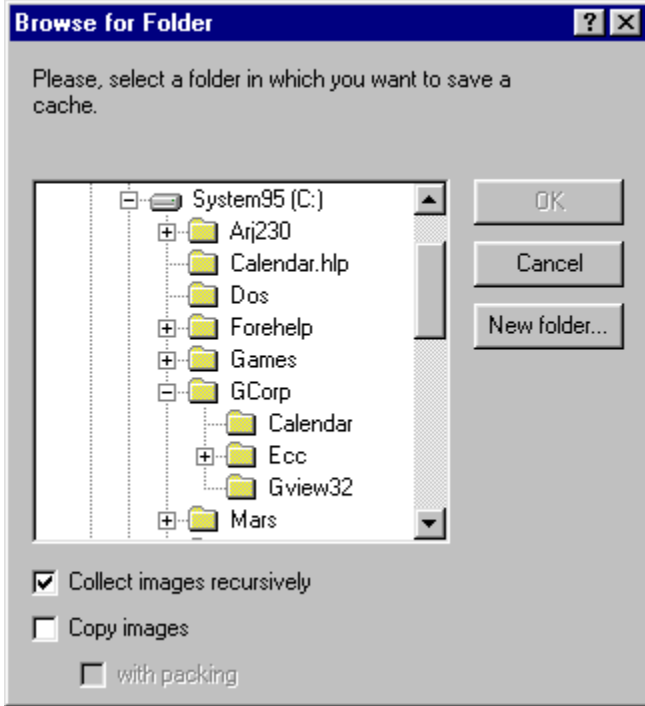 Browse for Folder
Please, select a folder in which you want to save a
cache.
System95 (C:)
Arj230
Calendar.hlp
Dos
Forehelp
Games
GCorp
Calendar
Ecc
Gview32
Mars
OK
Cancel
New folder...
Collect images recursively
Copy images
with packing